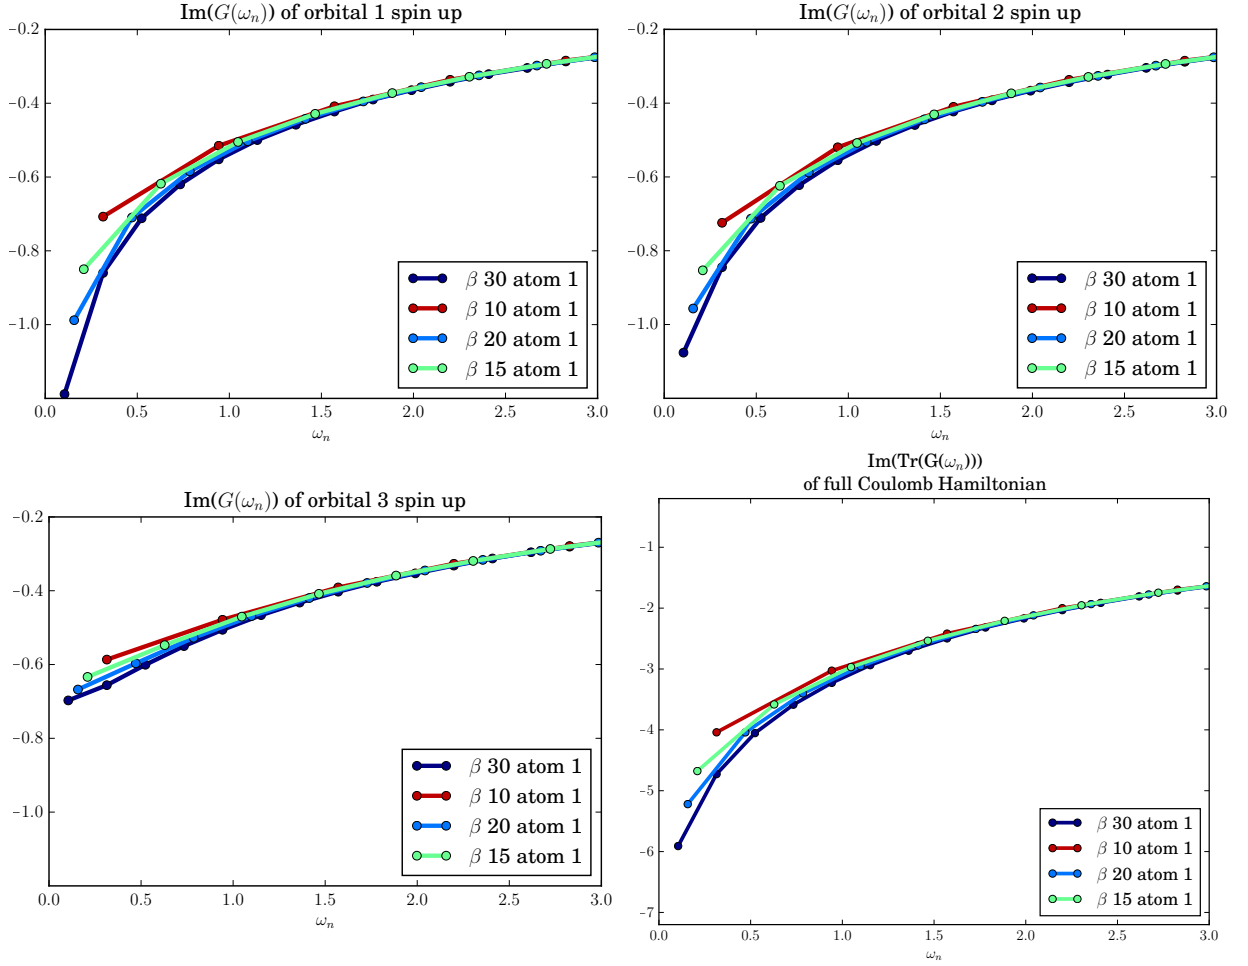 Im(G(ωn)) of orbital 1 spin up
−0.2
−0.4
−0.6
−0.8
−1.0
0.0 0.5 1.0 1.5 2.0 2.5 3.0
ωn
β 30 atom 1
β 10 atom 1
β 20 atom 1
β 15 atom 1
Im(G(ωn)) of orbital 2 spin up
−0.2
−0.4
−0.6
−0.8
−1.0
0.0 0.5 1.0 1.5 2.0 2.5 3.0
ωn
β 30 atom 1
β 10 atom 1
β 20 atom 1
β 15 atom 1
Im(G(ωn)) of orbital 3 spin up
−0.2
−0.4
−0.6
−0.8
−1.0
0.0 0.5 1.0 1.5 2.0 2.5 3.0
ωn
β 30 atom 1
β 10 atom 1
β 20 atom 1
β 15 atom 1
Im(Tr(G(ωn)))
of full Coulomb Hamiltonian
−1
−2
−3
−4
−5
−6
−7
0.0 0.5 1.0 1.5 2.0 2.5 3.0
ωn
β 30 atom 1
β 10 atom 1
β 20 atom 1
β 15 atom 1